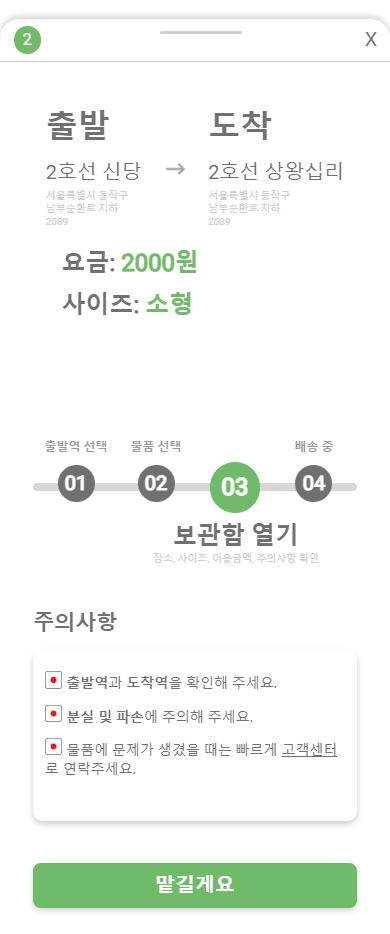 2
X
출발
도착
2호선 신당 → 2호선 상왕십리
서울특별시 동작구
남부순환로 지하
2089
서울특별시 동작구
남부순환로 지하
2089
요금: 2000원
사이즈: 소형
출발역 선택
물품 선택
배송 중
01
02
03
04
보관함 열기
장소, 사이즈, 이용금액, 주의사항 확인
주의사항
출발역과 도착역을 확인해 주세요.
분실 및 파손에 주의해 주세요.
물품에 문제가 생겼을 때는 빠르게 고객센터
로 연락주세요.
맡길게요